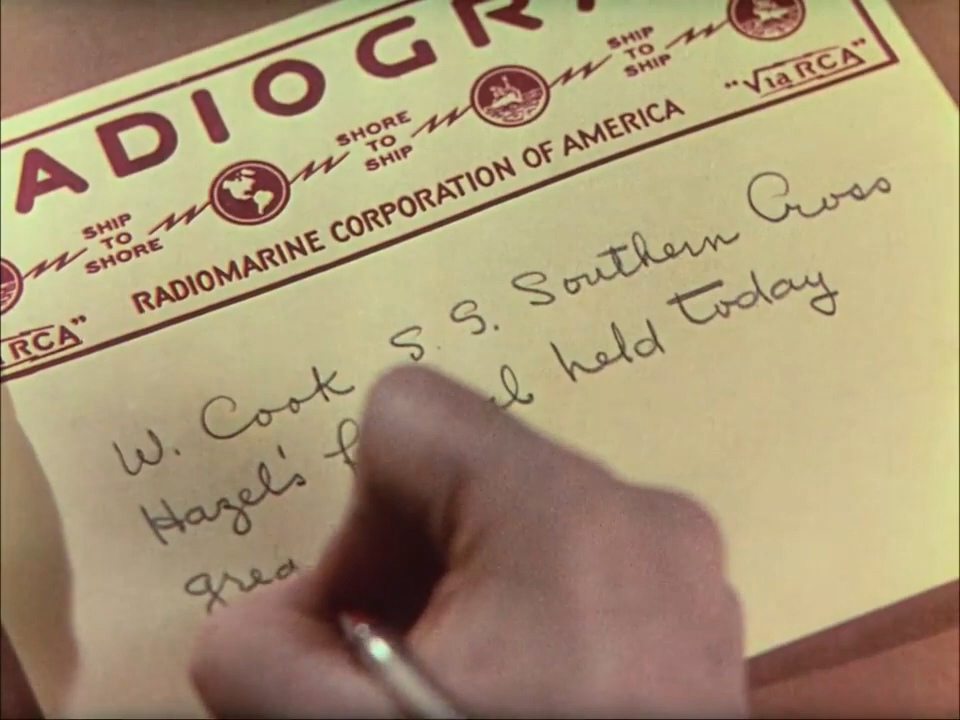 ADIOGR
SHIP TO SHORE
SHORE TO SHIP
SHIP TO SHIP
"Via RCA"
RCA"
RADIOMARINE CORPORATION OF AMERICA
W. Cook S. S. Southern Cross
Hazel's held today